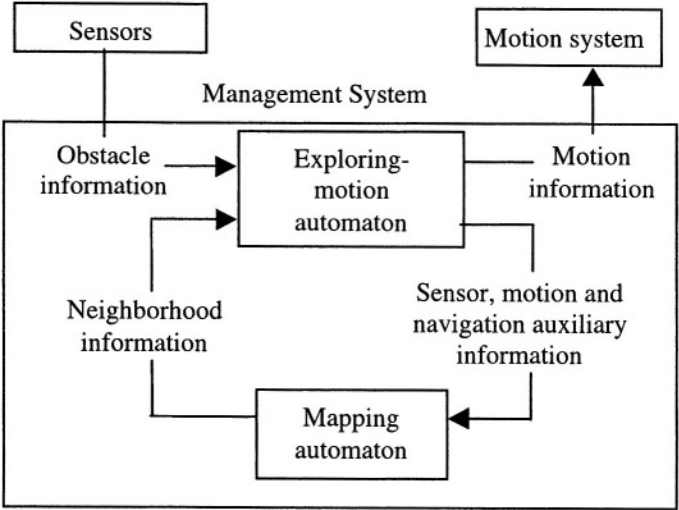 Sensors
Motion system
Management System
Obstacle
information
Exploring-
motion
automaton
Motion
information
Neighborhood
information
Sensor, motion and
navigation auxiliary
information
Mapping
automaton